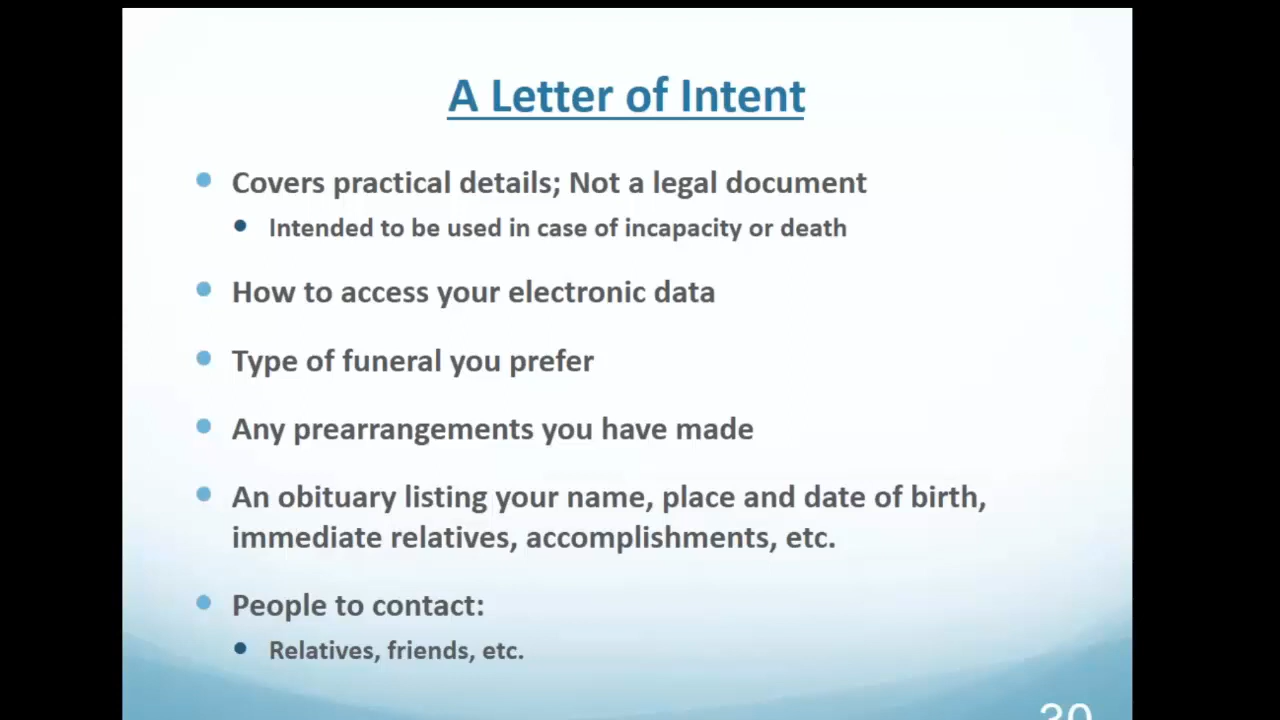 A Letter of Intent
Covers practical details; Not a legal document
Intended to be used in case of incapacity or death
How to access your electronic data
Type of funeral you prefer
Any prearrangements you have made
An obituary listing your name, place and date of birth,
immediate relatives, accomplishments, etc.
People to contact:
Relatives, friends, etc.